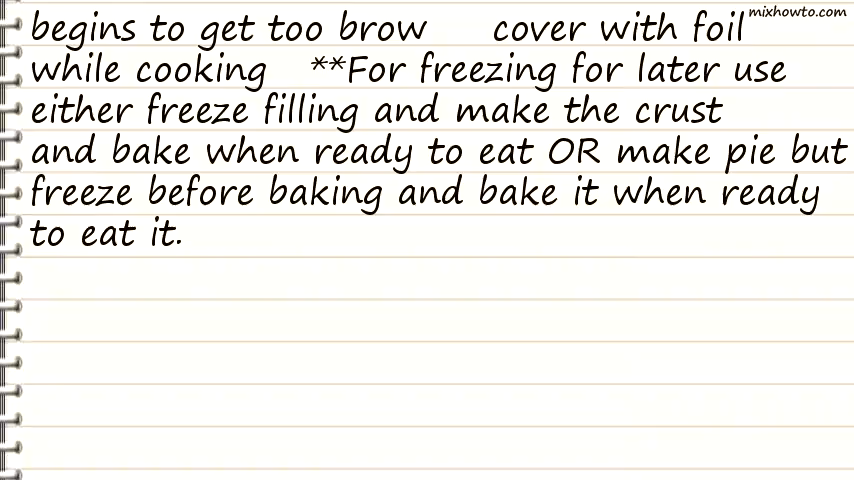 mixhowto.com
begins to get too brow cover with foil
while cooking **For freezing for later use
either freeze filling and make the crust
and bake when ready to eat OR make pie but
freeze before baking and bake it when ready
to eat it.